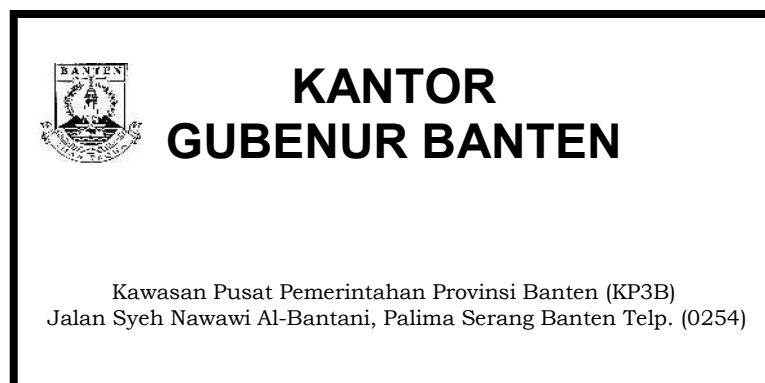 BANTEN
KANTOR
GUBENUR BANTEN
Kawasan Pusat Pemerintahan Provinsi Banten (KP3B)
Jalan Syeh Nawawi Al-Bantani, Palima Serang Banten Telp. (0254)